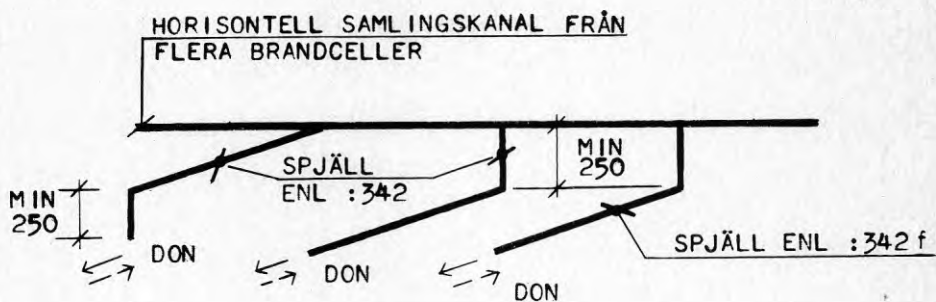 HORISONTELL SAMLINGSKANAL FRÅN
FLERA BRANDCELLER
SPJÄLL
ENL :342
MIN
250
MIN
250
DON
DON
DON
SPJÄLL ENL :342 f